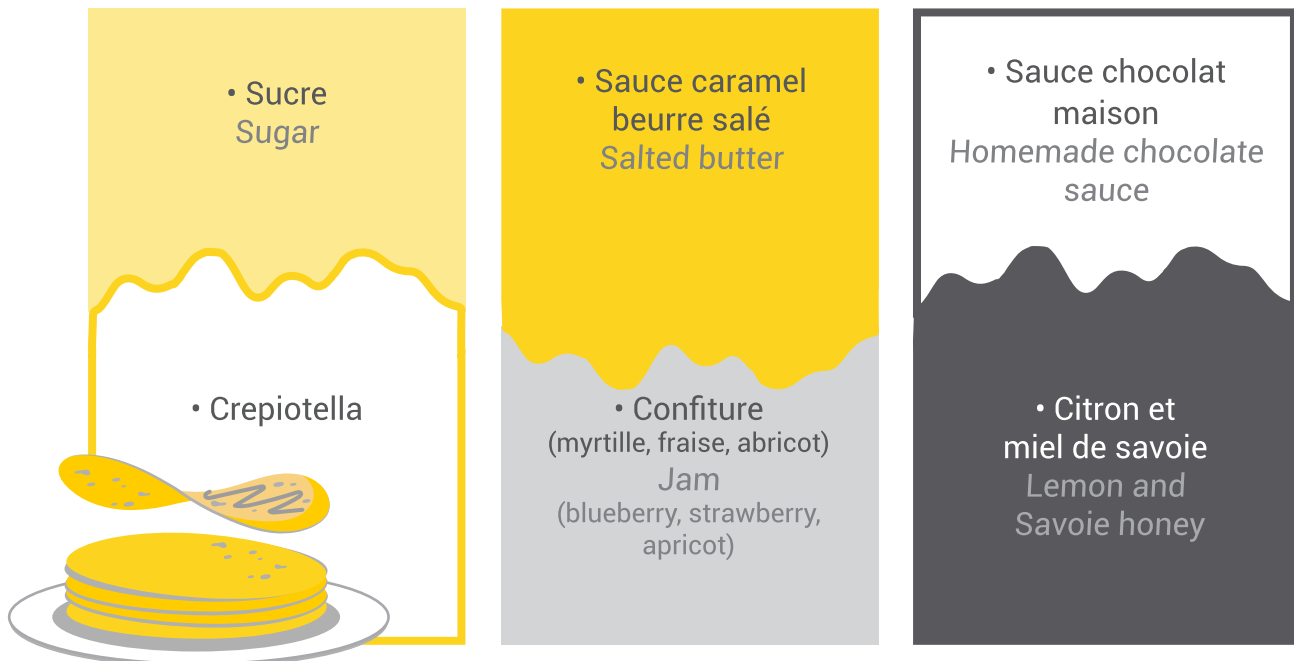 • Sucre
Sugar
• Crepiotella
• Sauce caramel
beurre salé
Salted butter
• Confiture
(myrtille, fraise, abricot)
Jam
(blueberry, strawberry,
apricot)
• Sauce chocolat
maison
Homemade chocolate
sauce
• Citron et
miel de savoie
Lemon and
Savoie honey